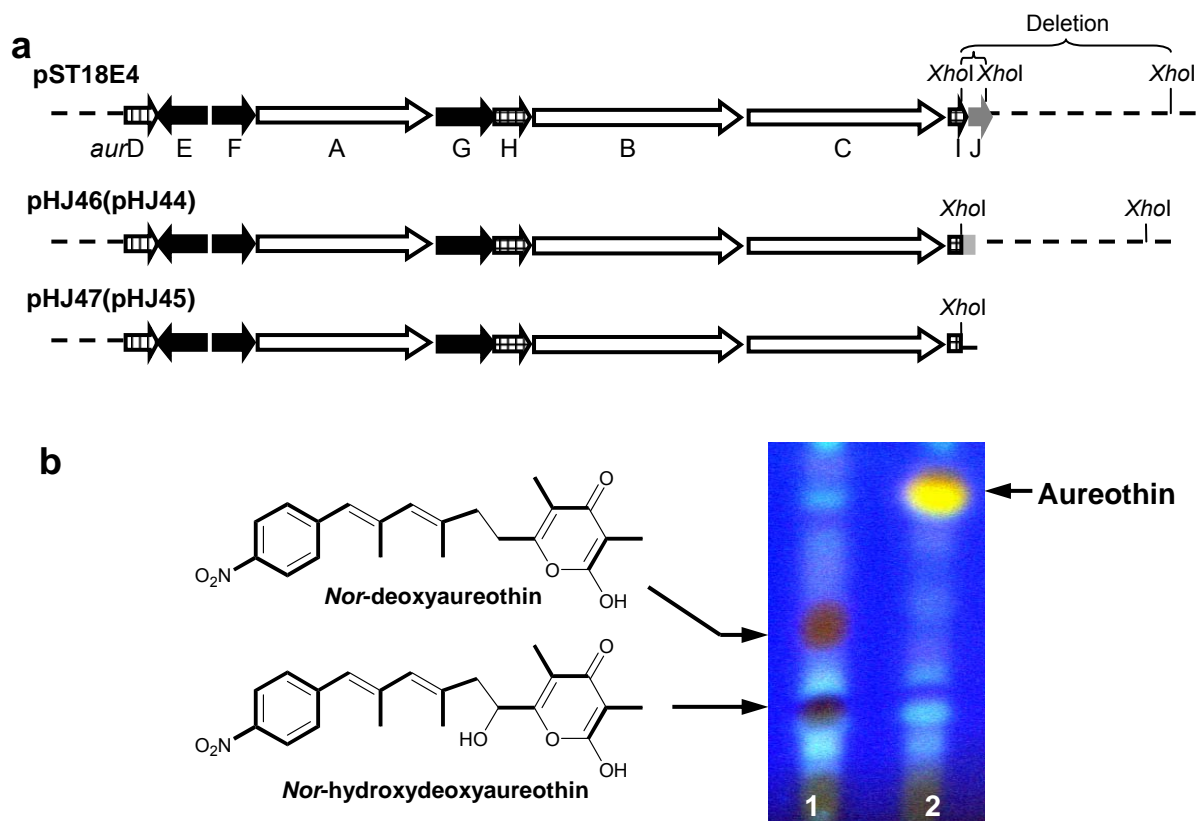 a
Deletion
pST18E4
XhoI XhoI XhoI
aurD E F A G H B C I J
pHJ46(pHJ44)
XhoI XhoI
pHJ47(pHJ45)
XhoI
b
O
O₂N
O
OH
Nor-deoxyaureothin
O
O₂N
HO
O
OH
Nor-hydroxydeoxyaureothin
Aureothin
1 2